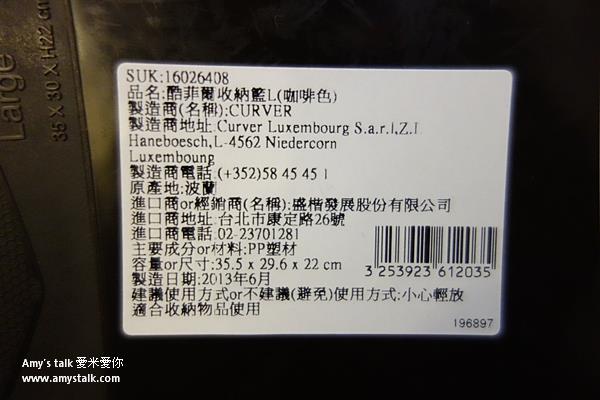 Large
35 X 30 X H22 cm
SUK:16026408
品名:酷菲爾收納籃L(咖啡色)
製造商(名稱):CURVER
製造商地址:Curver Luxembourg S.a.r.l,Z.I.
Haneboesch,L-4562 Niedercorn
Luxemboung
製造商電話:(+352)58 45 45 1
原產地:波蘭
進口商or經銷商(名稱):盛楷發展股份有限公司
進口商地址:台北市康定路26號
進口商電話:02-23701281
主要成分or材料:PP塑材
容量or尺寸:35.5 x 29.6 x 22 cm
製造日期:2013年6月
建議使用方式or不建議(避免)使用方式:小心輕放
適合收納物品使用
3 253923 612035
196897
Amy's talk 愛米愛你
www.amystalk.com